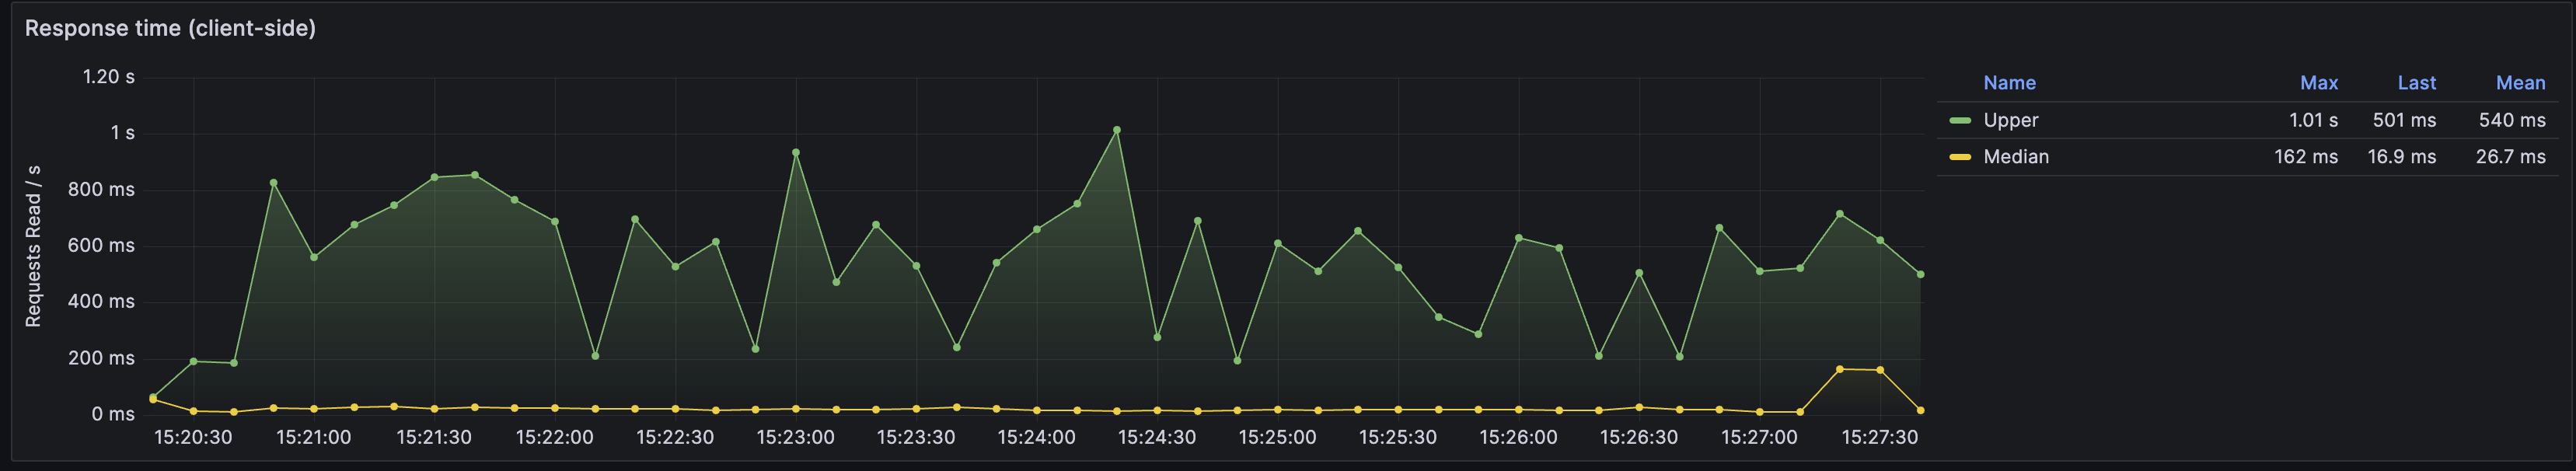 Response time (client-side)
Requests Read / s
1.20 s
1 s
800 ms
600 ms
400 ms
200 ms
0 ms
15:20:30 15:21:00 15:21:30 15:22:00 15:22:30 15:23:00 15:23:30 15:24:00 15:24:30 15:25:00 15:25:30 15:26:00 15:26:30 15:27:00 15:27:30
Name Max Last Mean
Upper 1.01 s 501 ms 540 ms
Median 162 ms 16.9 ms 26.7 ms